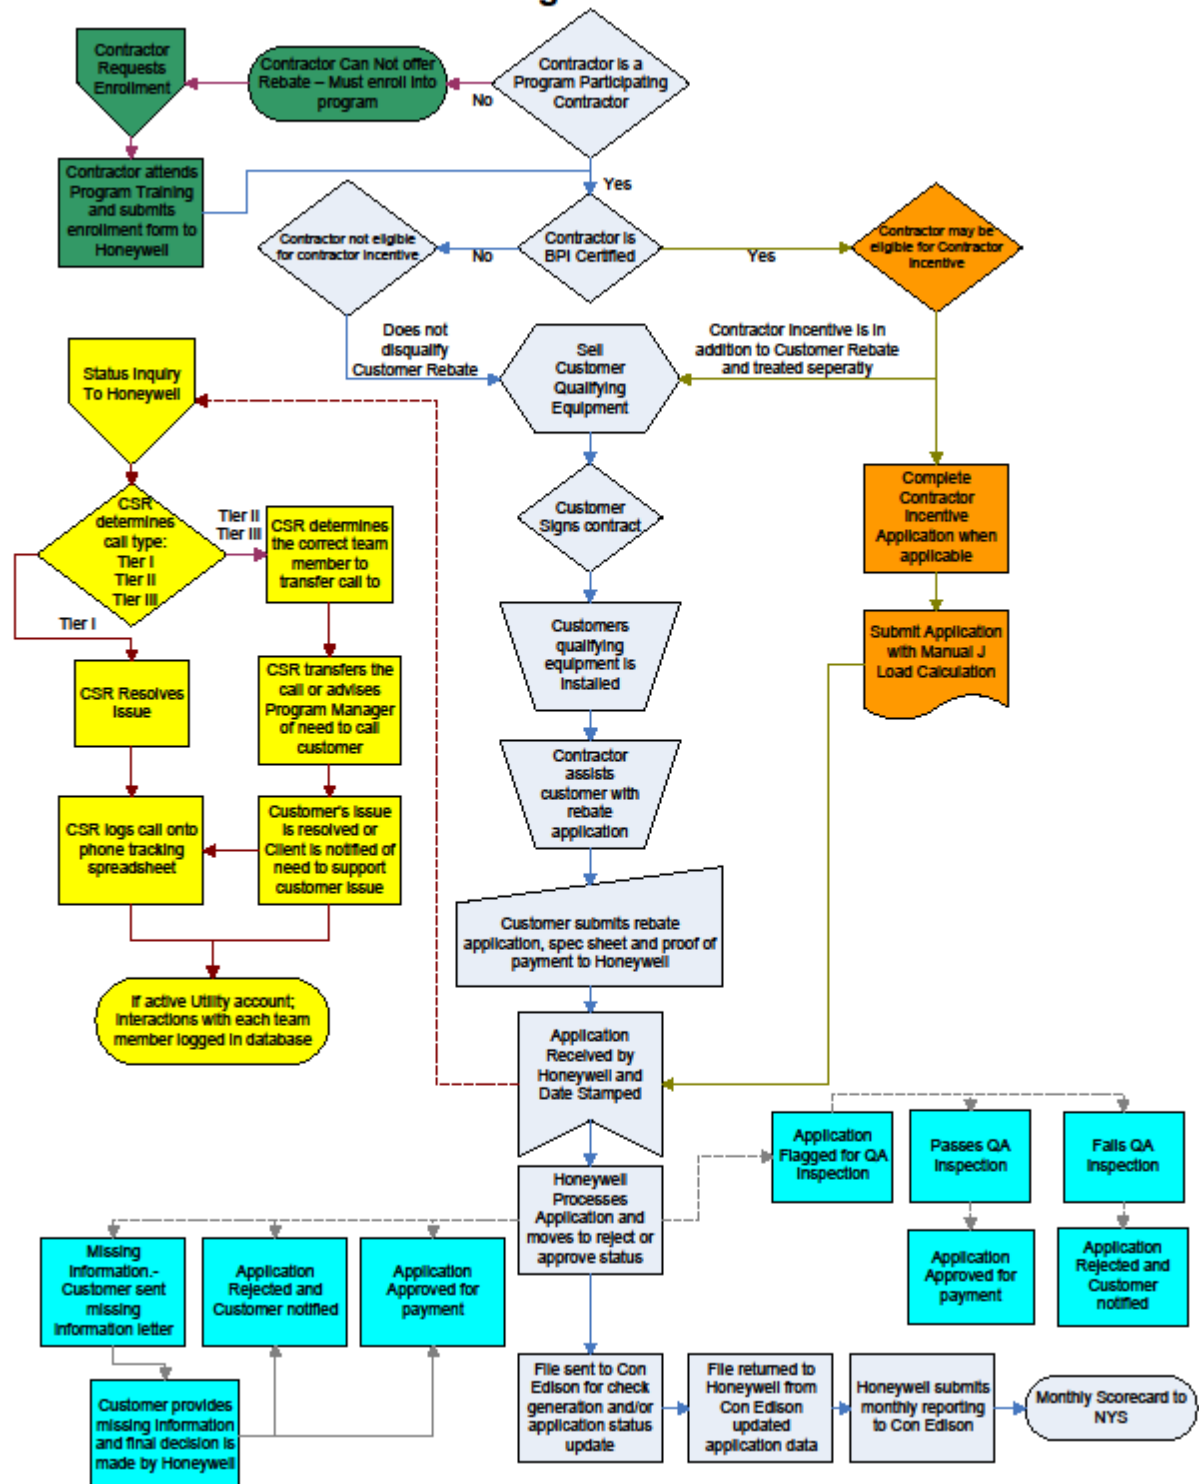 Contractor
Requests
Enrollment
Contractor Can Not offer
Rebate – Must enroll into
program
No
Contractor is a
Program Participating
Contractor
Contractor attends
Program Training
and submits
enrollment form to
Honeywell
Yes
Contractor not eligible
for contractor incentive
No
Contractor is
BPI Certified
Yes
Contractor may be
eligible for Contractor
Incentive
Does not
disqualify
Customer Rebate
Sell
Customer
Qualifying
Equipment
Contractor Incentive is in
addition to Customer Rebate
and treated seperatly
Status Inquiry
To Honeywell
CSR
determines
call type:
Tier I
Tier II
Tier III
Tier II
Tier III
CSR determines
the correct team
member to
transfer call to
Customer
Signs contract
Complete
Contractor
Incentive
Application when
applicable
Tier I
CSR Resolves
Issue
CSR transfers the
call or advises
Program Manager
of need to call
customer
Customers
qualifying
equipment is
Installed
Submit Application
with Manual J
Load Calculation
Contractor
assists
customer with
rebate
application
CSR logs call onto
phone tracking
spreadsheet
Customer's issue
is resolved or
Client is notified of
need to support
customer issue
Customer submits rebate
application, spec sheet and proof of
payment to Honeywell
If active Utility account;
interactions with each team
member logged in database
Application
Received by
Honeywell and
Date Stamped
Application
Flagged for QA
Inspection
Passes QA
Inspection
Fails QA
Inspection
Honeywell
Processes
Application and
moves to reject or
approve status
Missing
Information.-
Customer sent
missing
information letter
Application
Rejected and
Customer notified
Application
Approved for
payment
Application
Approved for
payment
Application
Rejected and
Customer
notified
Customer provides
missing information
and final decision is
made by Honeywell
File sent to Con
Edison for check
generation and/or
application status
update
File returned to
Honeywell from
Con Edison
updated
application data
Honeywell submits
monthly reporting
to Con Edison
Monthly Scorecard to
NYS